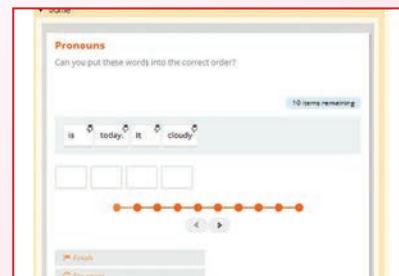 Pronouns
Can you put these words into the correct order?
10 items remaining
is today. it cloudy
Finish